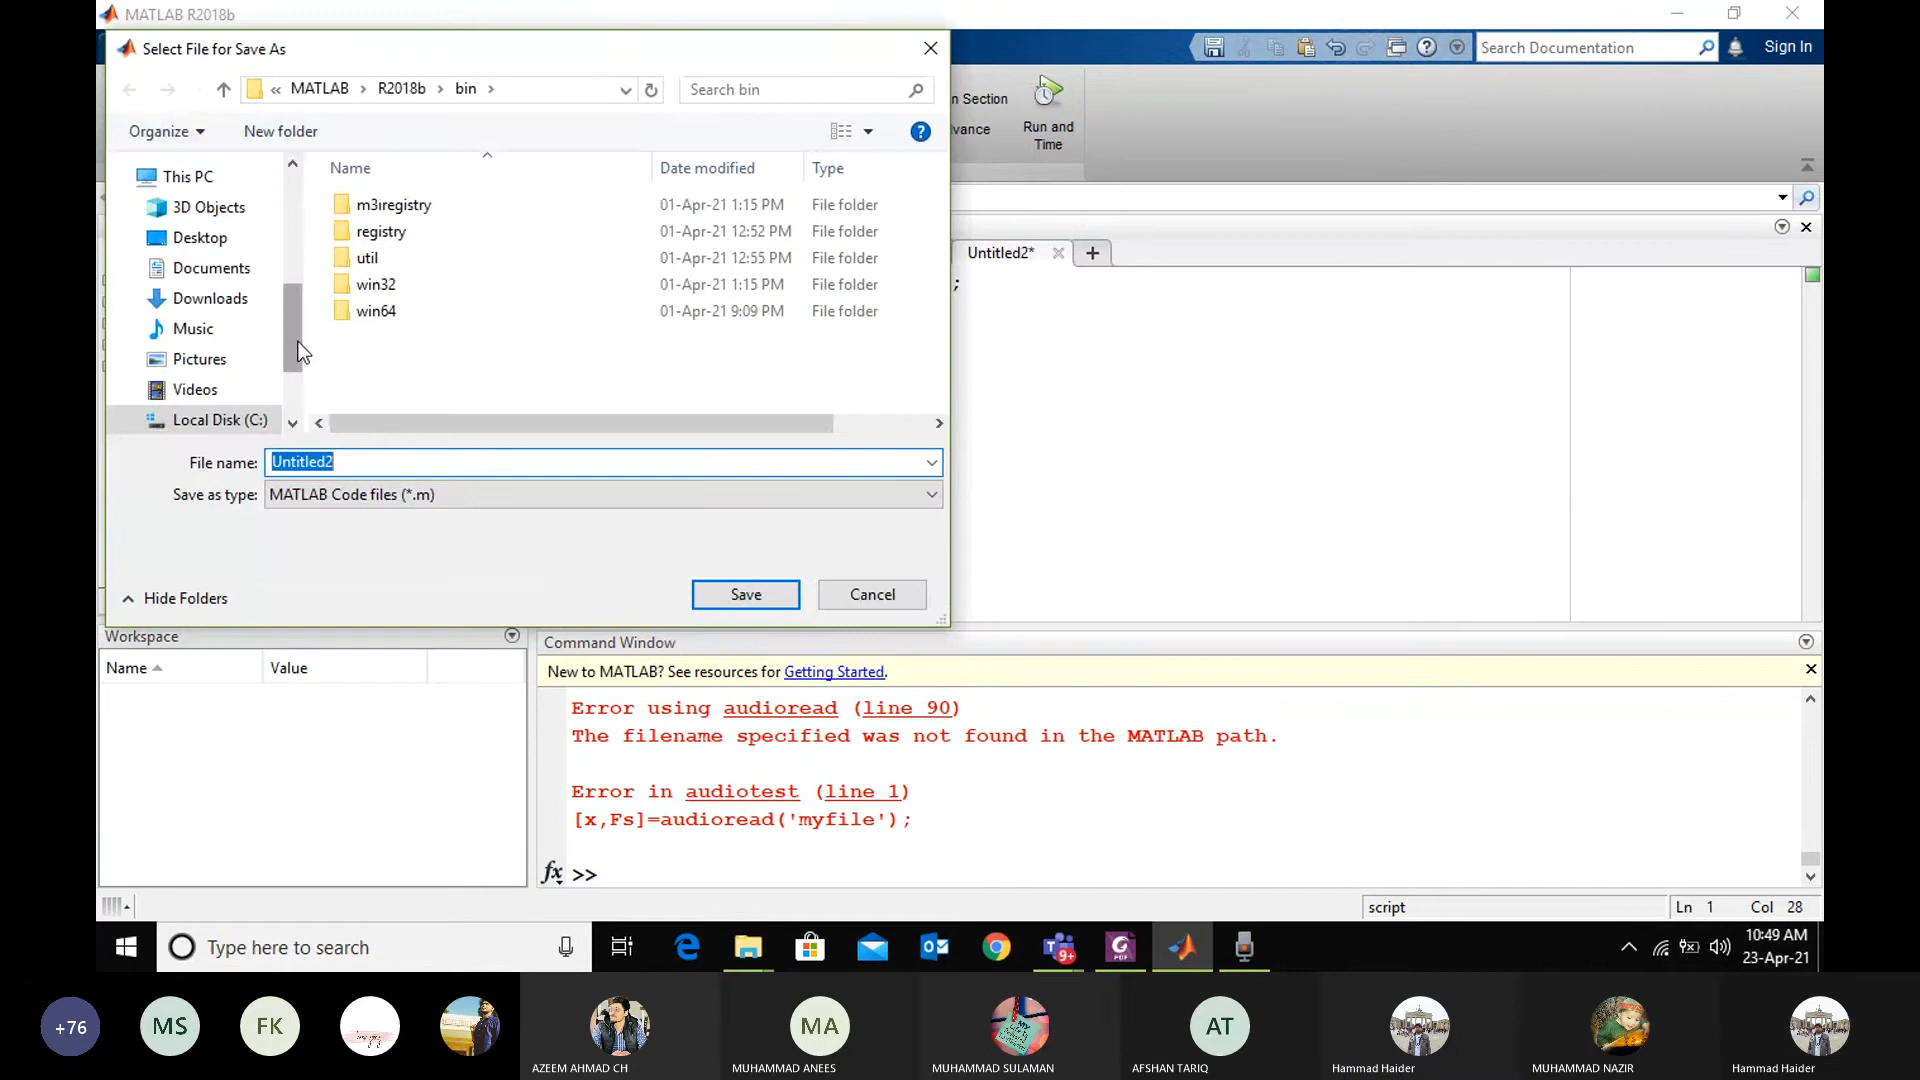 MATLAB R2018b
Select File for Save As
« MATLAB › R2018b › bin ›
Search bin
Organize
New folder
This PC
3D Objects
Desktop
Documents
Downloads
Music
Pictures
Videos
Local Disk (C:)
Name Date modified Type
m3iregistry 01-Apr-21 1:15 PM File folder
registry 01-Apr-21 12:52 PM File folder
util 01-Apr-21 12:55 PM File folder
win32 01-Apr-21 1:15 PM File folder
win64 01-Apr-21 9:09 PM File folder
File name: Untitled2
Save as type: MATLAB Code files (*.m)
Hide Folders
Save
Cancel
Search Documentation
Sign In
n Section
vance
Run and
Time
Untitled2*
;
Workspace
Name Value
Command Window
New to MATLAB? See resources for Getting Started.
Error using audioread (line 90)
The filename specified was not found in the MATLAB path.
Error in audiotest (line 1)
[x,Fs]=audioread('myfile');
fx >>
script
Ln 1 Col 28
Type here to search
9+
10:49 AM
23-Apr-21
+76
MS
FK
MA
AT
AZEEM AHMAD CH
MUHAMMAD ANEES
MUHAMMAD SULAMAN
AFSHAN TARIQ
Hammad Haider
MUHAMMAD NAZIR
Hammad Haider